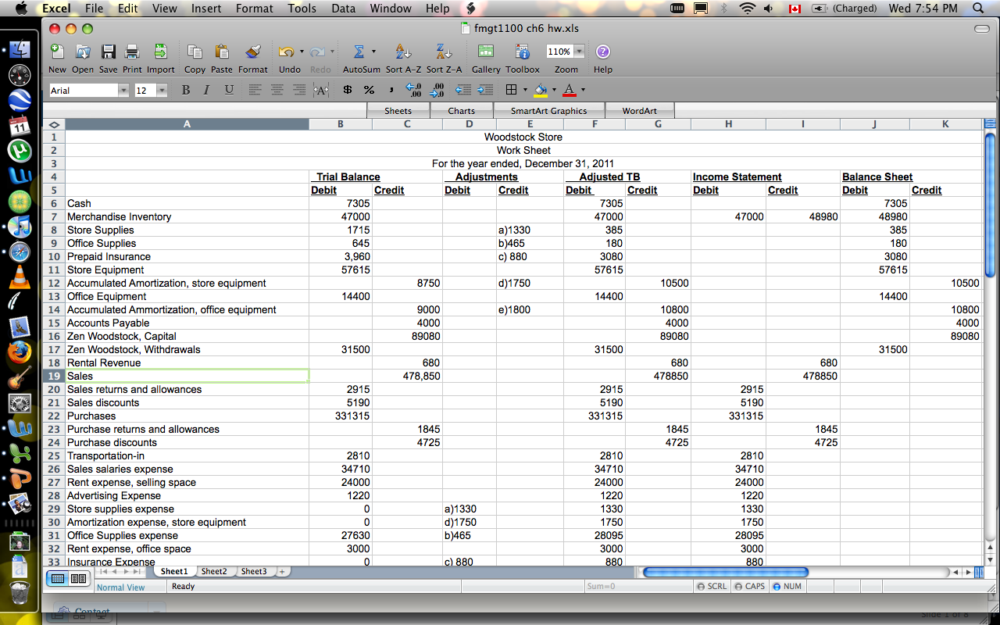 Excel File Edit View Insert Format Tools Data Window Help (Charged) Wed 7:54 PM
fmgt1100 ch6 hw.xls
110%
New Open Save Print Import Copy Paste Format Undo Redo AutoSum Sort A-Z Sort Z-A Gallery Toolbox Zoom Help
Arial 12 B I U A $ % , .0 .00 .00 .0 A
Sheets Charts SmartArt Graphics WordArt
A B C D E F G H I J K
1 Woodstock Store
2 Work Sheet
3 For the year ended, December 31, 2011
4 Trial Balance Adjustments Adjusted TB Income Statement Balance Sheet
5 Debit Credit Debit Credit Debit Credit Debit Credit Debit Credit
6 Cash 7305 7305 7305
7 Merchandise Inventory 47000 47000 47000 48980 48980
8 Store Supplies 1715 a)1330 385 385
9 Office Supplies 645 b)465 180 180
10 Prepaid Insurance 3,960 c) 880 3080 3080
11 Store Equipment 57615 57615 57615
12 Accumulated Amortization, store equipment 8750 d)1750 10500 10500
13 Office Equipment 14400 14400 14400
14 Accumulated Ammortization, office equipment 9000 e)1800 10800 10800
15 Accounts Payable 4000 4000 4000
16 Zen Woodstock, Capital 89080 89080 89080
17 Zen Woodstock, Withdrawals 31500 31500 31500
18 Rental Revenue 680 680 680
19 Sales 478,850 478850 478850
20 Sales returns and allowances 2915 2915 2915
21 Sales discounts 5190 5190 5190
22 Purchases 331315 331315 331315
23 Purchase returns and allowances 1845 1845 1845
24 Purchase discounts 4725 4725 4725
25 Transportation-in 2810 2810 2810
26 Sales salaries expense 34710 34710 34710
27 Rent expense, selling space 24000 24000 24000
28 Advertising Expense 1220 1220 1220
29 Store supplies expense 0 a)1330 1330 1330
30 Amortization expense, store equipment 0 d)1750 1750 1750
31 Office Supplies expense 27630 b)465 28095 28095
32 Rent expense, office space 3000 3000 3000
33 Insurance Expense 0 c) 880 880 880
Sheet1 Sheet2 Sheet3 +
Normal View Ready Sum=0 SCRL CAPS NUM
Contact
Slide 1 of 8